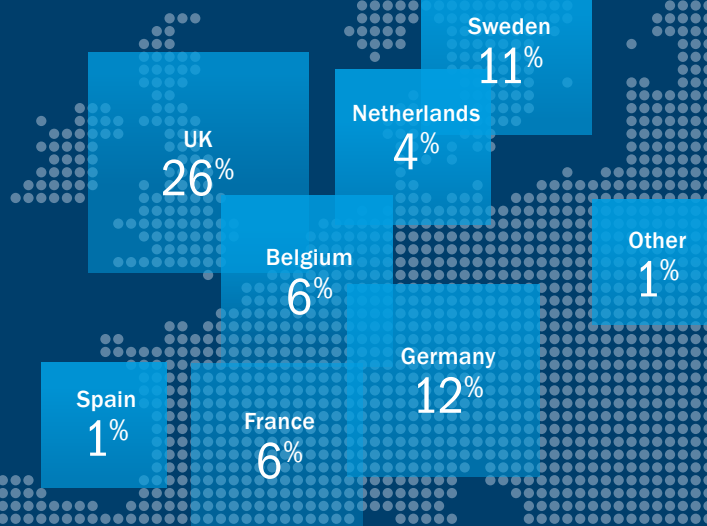 Sweden
11%
Netherlands
4%
UK
26%
Other
1%
Belgium
6%
Germany
12%
Spain
1%
France
6%